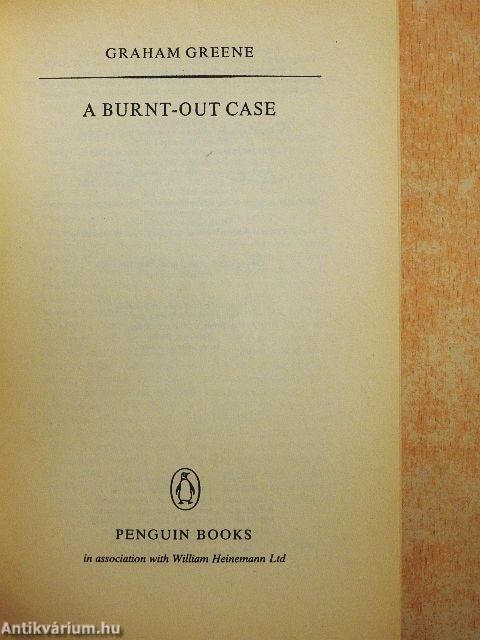 GRAHAM GREENE
A BURNT-OUT CASE
PENGUIN BOOKS
in association with William Heinemann Ltd
Antikvárium.hu